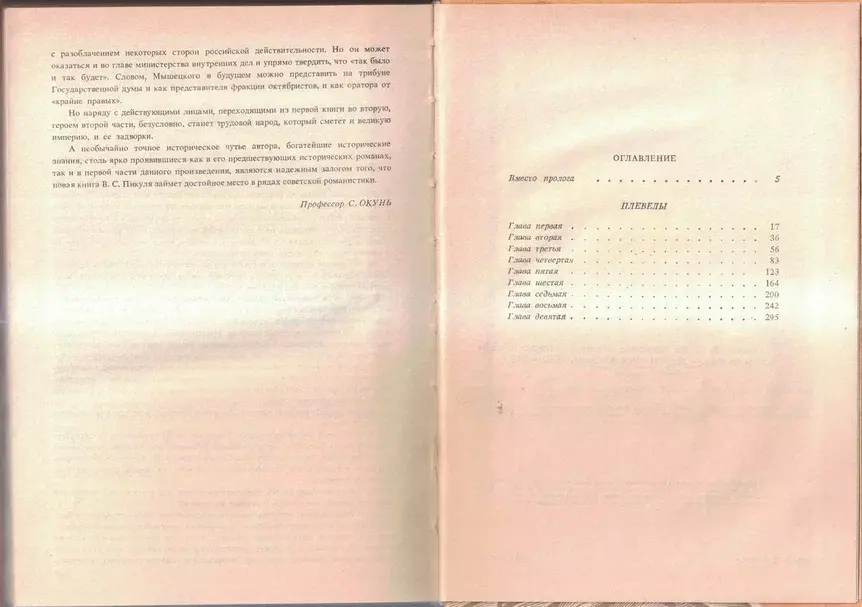 с разоблачением некоторых сторон российской действительности. Но он может
оказаться и во главе министерства внутренних дел и упрямо твердить, что «так было
и так будет». Словом, Мышецкого в будущем можно представить на трибуне
Государственной думы и как представителя фракции октябристов, и как оратора от
«крайне правых».
Но наряду с действующими лицами, переходящими из первой книги во вторую,
героем второй части, безусловно, станет трудовой народ, который сметет и великую
империю, и ее задворки.
А необычайно точное историческое чутье автора, богатейшие исторические
знания, столь ярко проявившиеся как в его предшествующих исторических романах,
так и в первой части данного произведения, являются надежным залогом того, что
новая книга В. С. Пикуля займет достойное место в рядах советской романистики.
Профессор С. ОКУНЬ
ОГЛАВЛЕНИЕ
Вместо пролога . . . . . . . . . . . . . . . 5
ПЛЕВЕЛЫ
Глава первая . . . . . . . . . . . . . . . . 17
Глава вторая . . . . . . . . . . . . . . . . 36
Глава третья . . . . . . . . . . . . . . . . 56
Глава четвертая . . . . . . . . . . . . . . . 83
Глава пятая . . . . . . . . . . . . . . . . 123
Глава шестая . . . . . . . . . . . . . . . . 164
Глава седьмая . . . . . . . . . . . . . . . . 200
Глава восьмая . . . . . . . . . . . . . . . . 242
Глава девятая . . . . . . . . . . . . . . . . 295